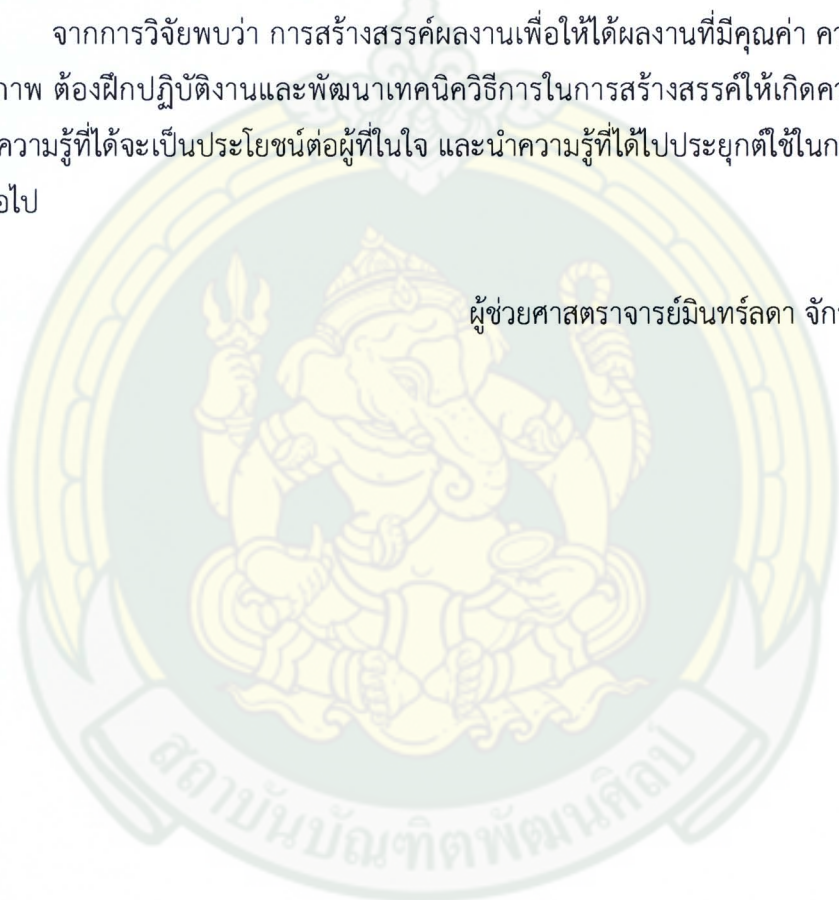 จากการวิจัยพบว่า การสร้างสรรค์ผลงานเพื่อให้ได้ผลงานที่มีคุณค่า
ต้องฝึกปฏิบัติงานและพัฒนาเทคนิควิธีการในการสร้างสรรค์ให้เกิด
ความรู้ที่ได้จะเป็นประโยชน์ต่อผู้ที่ในใจ และนำความรู้ที่ได้ไปประยุกต์ใช้ใน
ผู้ช่วยศาสตราจารย์มินทร์ลดา
สถาบันบัณฑิตพัฒนศิลป์